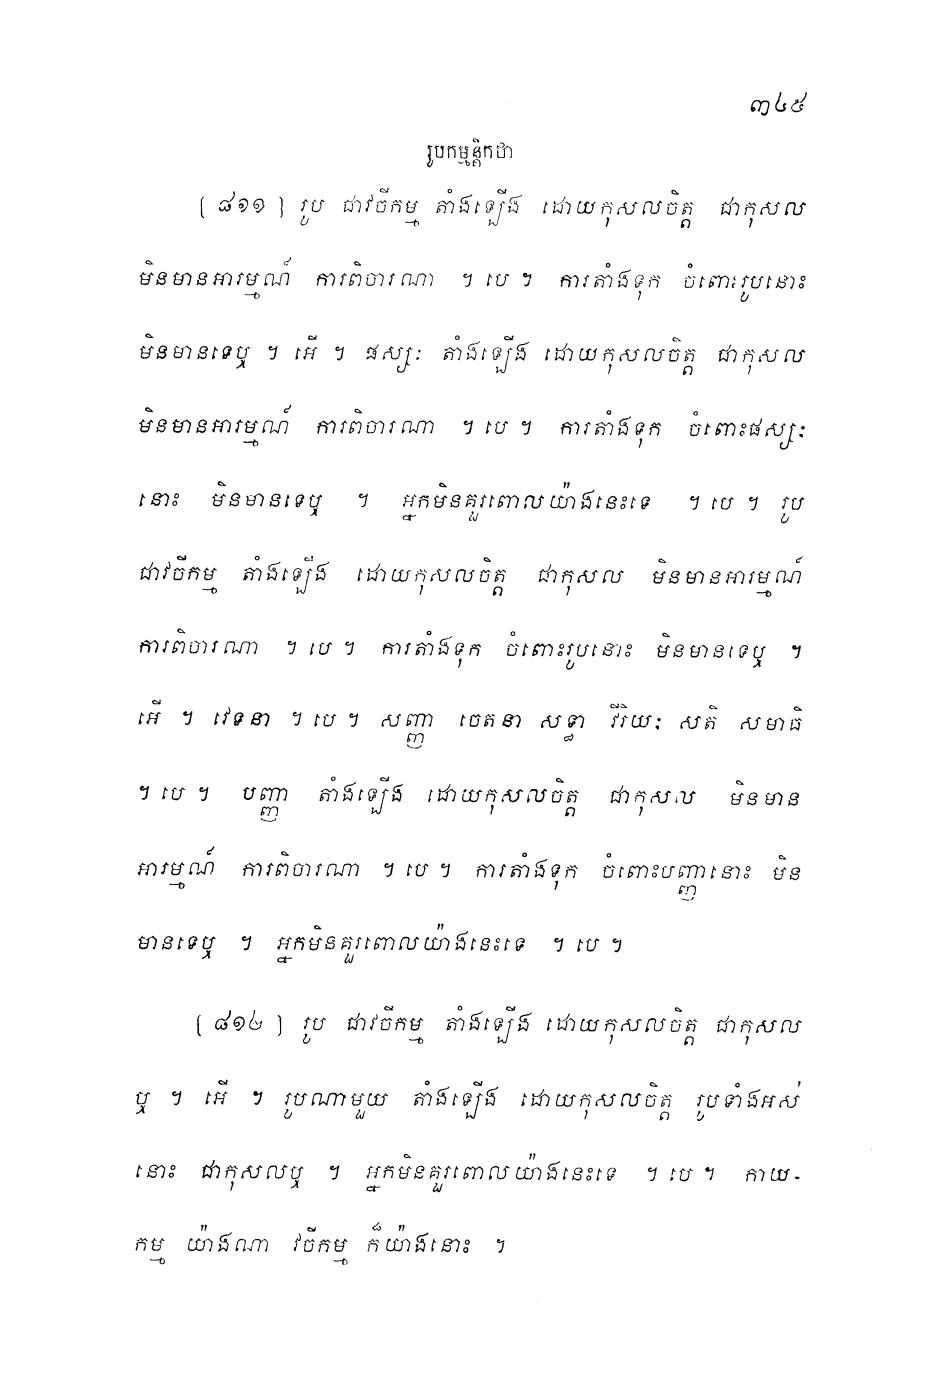 ៣៤៥
រូបកម្មន្តិកថា
[ ៨១១ ] រូប ជាវចីកម្ម តាំងឡើង ដោយកុសលចិត្ត ជាកុសល
មិនមានអារម្មណ៍ ការពិចារណា ។ បេ ។ ការតាំងទុក ចំពោះរូបនោះ
មិនមានទេឬ ។ អើ ។ ផស្សៈ តាំងឡើង ដោយកុសលចិត្ត ជាកុសល
មិនមានអារម្មណ៍ ការពិចារណា ។ បេ ។ ការតាំងទុក ចំពោះផស្សៈ
នោះ មិនមានទេឬ ។ អ្នកមិនគួរពោលយ៉ាងនេះទេ ។ បេ ។ រូប
ជាវចីកម្ម តាំងឡើង ដោយកុសលចិត្ត ជាកុសល មិនមានអារម្មណ៍
ការពិចារណា ។ បេ ។ ការតាំងទុក ចំពោះរូបនោះ មិនមានទេឬ ។
អើ ។ វេទនា ។ បេ ។ សញ្ញា ចេតនា សទ្ធា វីរិយៈ សតិ សមាធិ
។ បេ ។ បញ្ញា តាំងឡើង ដោយកុសលចិត្ត ជាកុសល មិនមាន
អារម្មណ៍ ការពិចារណា ។ បេ ។ ការតាំងទុក ចំពោះបញ្ញានោះ មិន
មានទេឬ ។ អ្នកមិនគួរពោលយ៉ាងនេះទេ ។ បេ ។
[ ៨១២ ] រូប ជាវចីកម្ម តាំងឡើង ដោយកុសលចិត្ត ជាកុសល
ឬ ។ អើ ។ រូបណាមួយ តាំងឡើង ដោយកុសលចិត្ត រូបទាំងអស់
នោះ ជាកុសលឬ ។ អ្នកមិនគួរពោលយ៉ាងនេះទេ ។ បេ ។ កាយ-
កម្ម យ៉ាងណា វចីកម្ម ក៏យ៉ាងនោះ ។